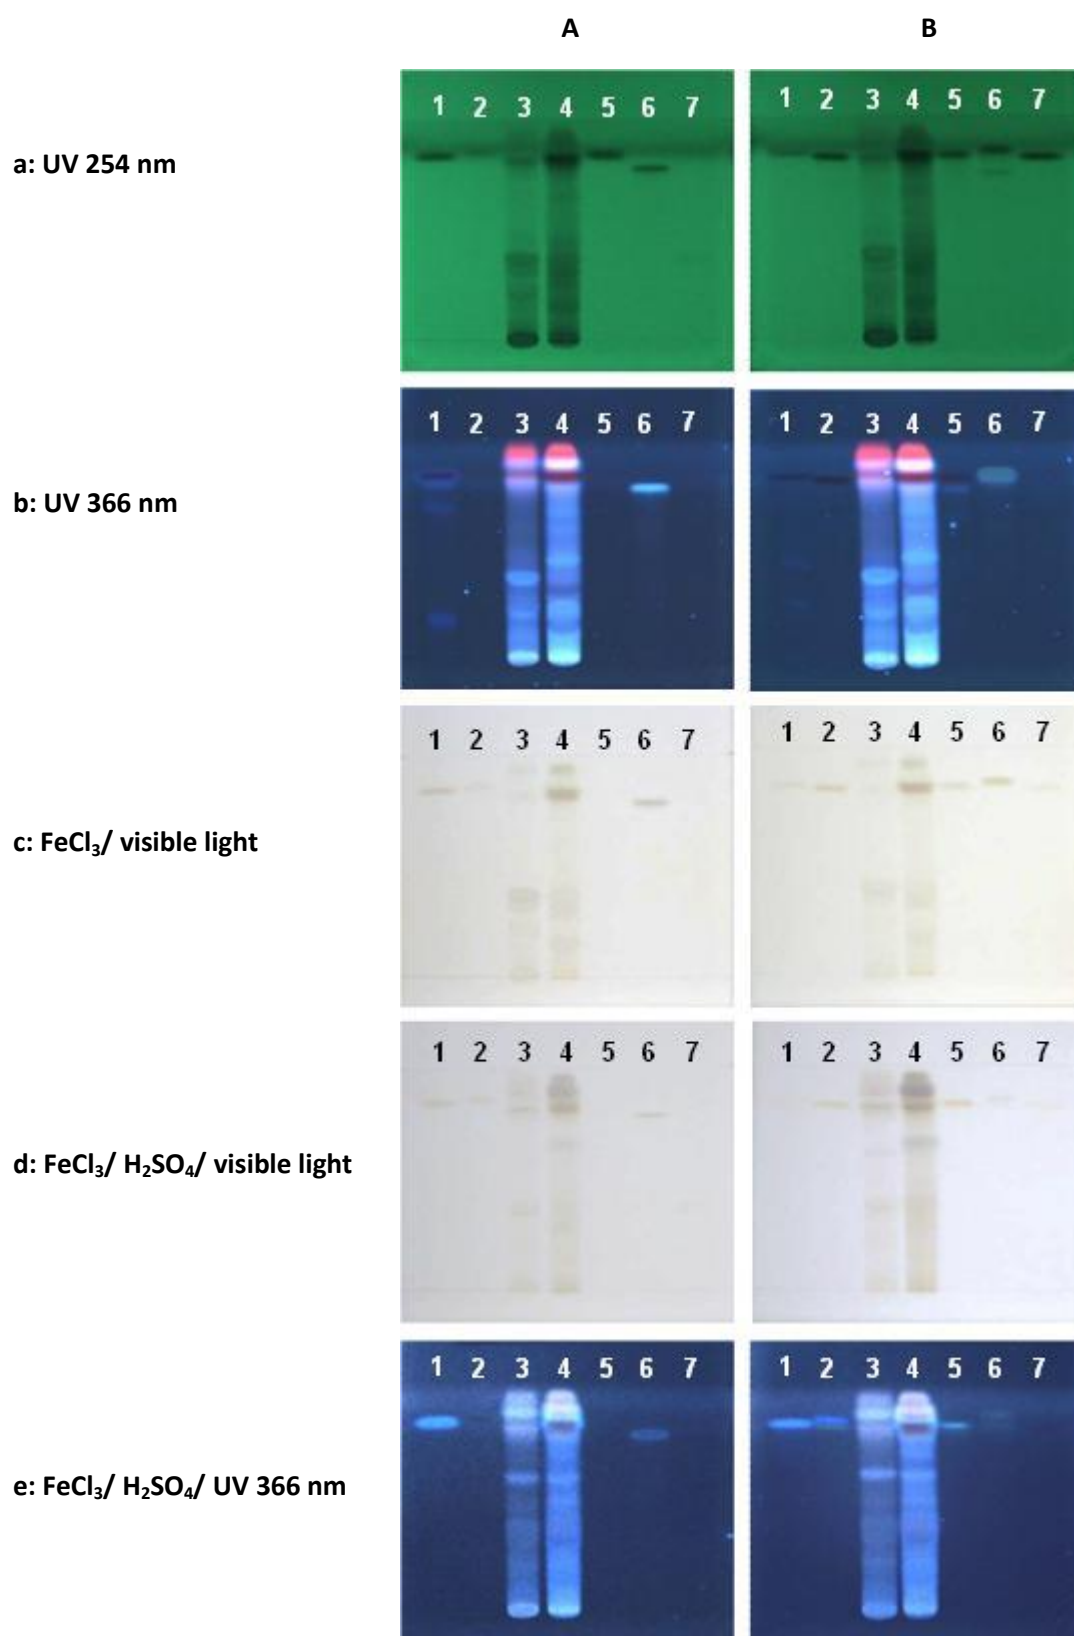 A B
1 2 3 4 5 6 7 1 2 3 4 5 6 7
a: UV 254 nm
1 2 3 4 5 6 7 1 2 3 4 5 6 7
b: UV 366 nm
1 2 3 4 5 6 7 1 2 3 4 5 6 7
c: FeCl₃/ visible light
1 2 3 4 5 6 7 1 2 3 4 5 6 7
d: FeCl₃/ H₂SO₄/ visible light
1 2 3 4 5 6 7 1 2 3 4 5 6 7
e: FeCl₃/ H₂SO₄/ UV 366 nm